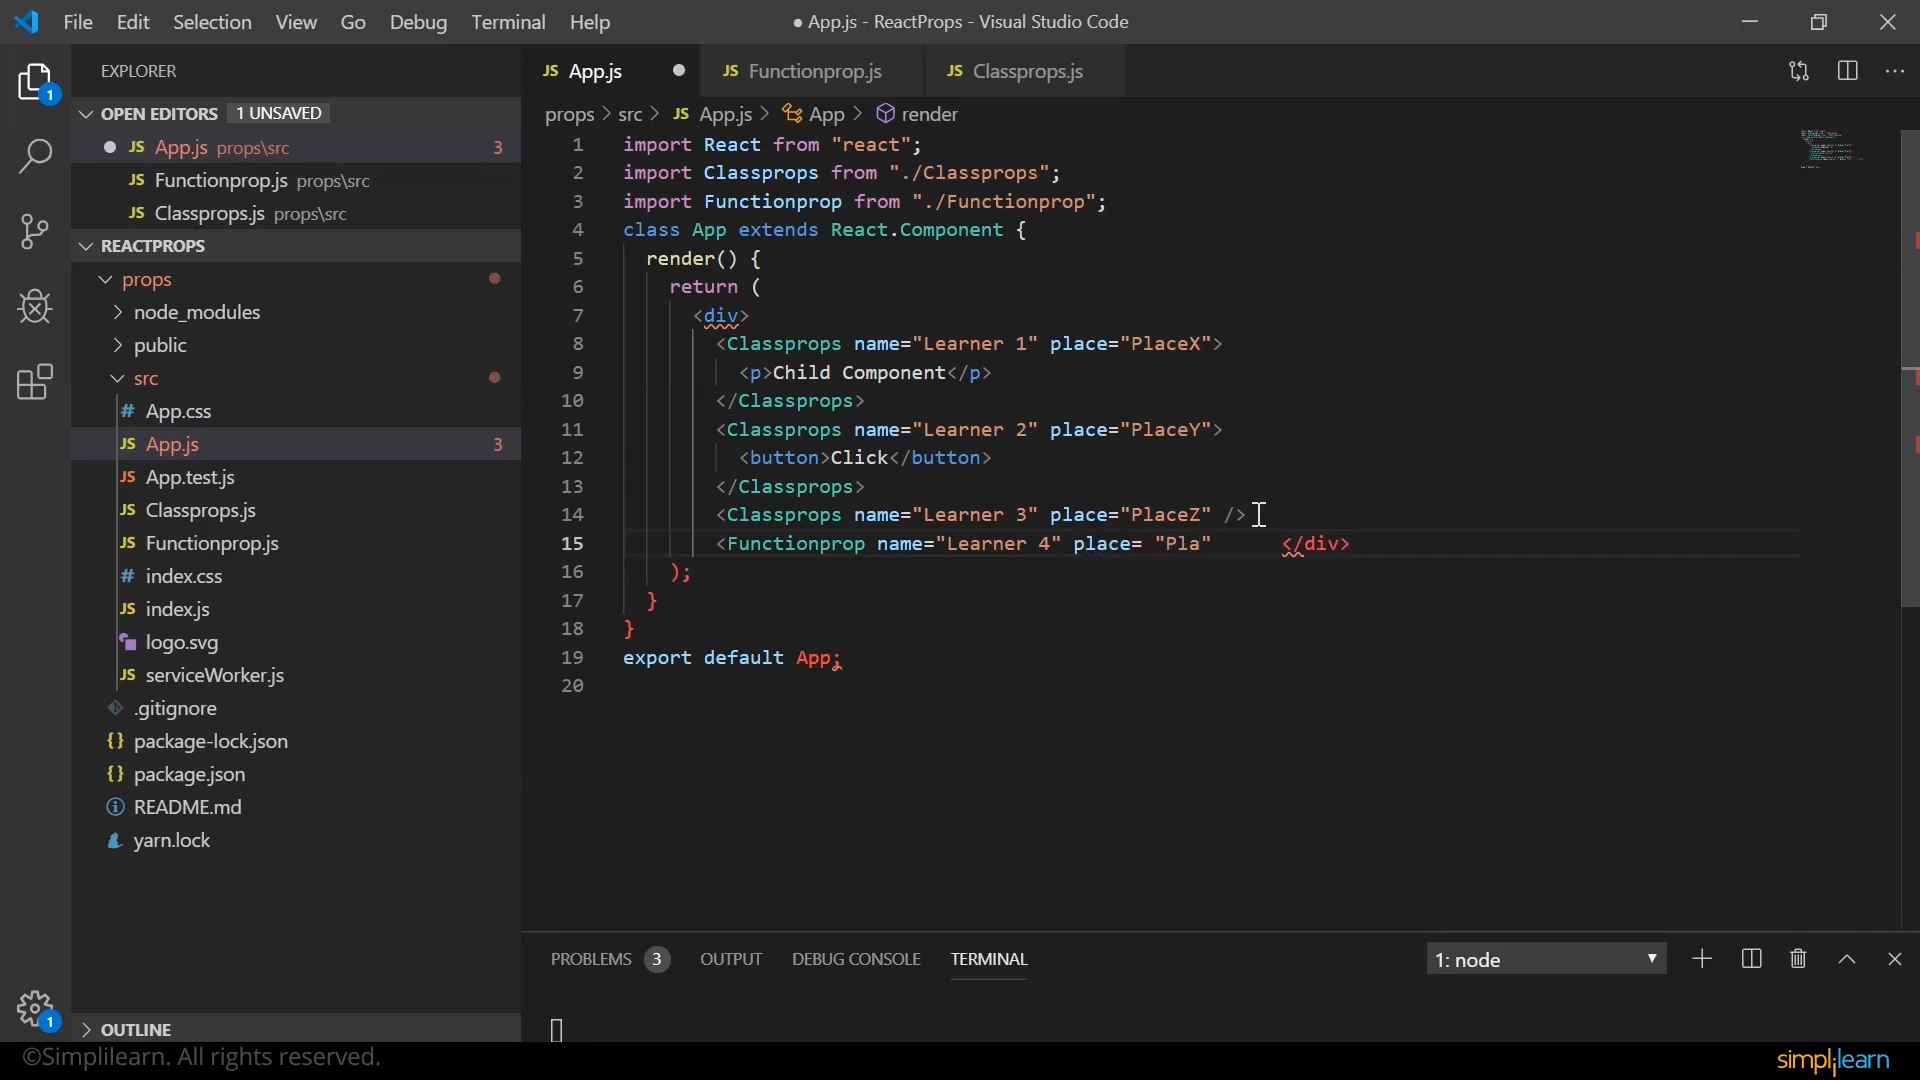 File Edit Selection View Go Debug Terminal Help
● App.js - ReactProps - Visual Studio Code
EXPLORER
JS App.js
JS Functionprop.js
JS Classprops.js
1
OPEN EDITORS 1 UNSAVED
JS App.js props\src 3
JS Functionprop.js props\src
JS Classprops.js props\src
REACTPROPS
props
node_modules
public
src
# App.css
JS App.js 3
JS App.test.js
JS Classprops.js
JS Functionprop.js
# index.css
JS index.js
logo.svg
JS serviceWorker.js
.gitignore
{} package-lock.json
{} package.json
README.md
yarn.lock
OUTLINE
1
props > src > JS App.js > App > render
1 import React from "react";
2 import Classprops from "./Classprops";
3 import Functionprop from "./Functionprop";
4 class App extends React.Component {
5 render() {
6 return (
7 <div>
8 <Classprops name="Learner 1" place="PlaceX">
9 <p>Child Component</p>
10 </Classprops>
11 <Classprops name="Learner 2" place="PlaceY">
12 <button>Click</button>
13 </Classprops>
14 <Classprops name="Learner 3" place="PlaceZ" />
15 <Functionprop name="Learner 4" place= "Pla" </div>
16 );
17 }
18 }
19 export default App;
20
PROBLEMS 3 OUTPUT DEBUG CONSOLE TERMINAL
1: node
©Simplilearn. All rights reserved.
simplilearn